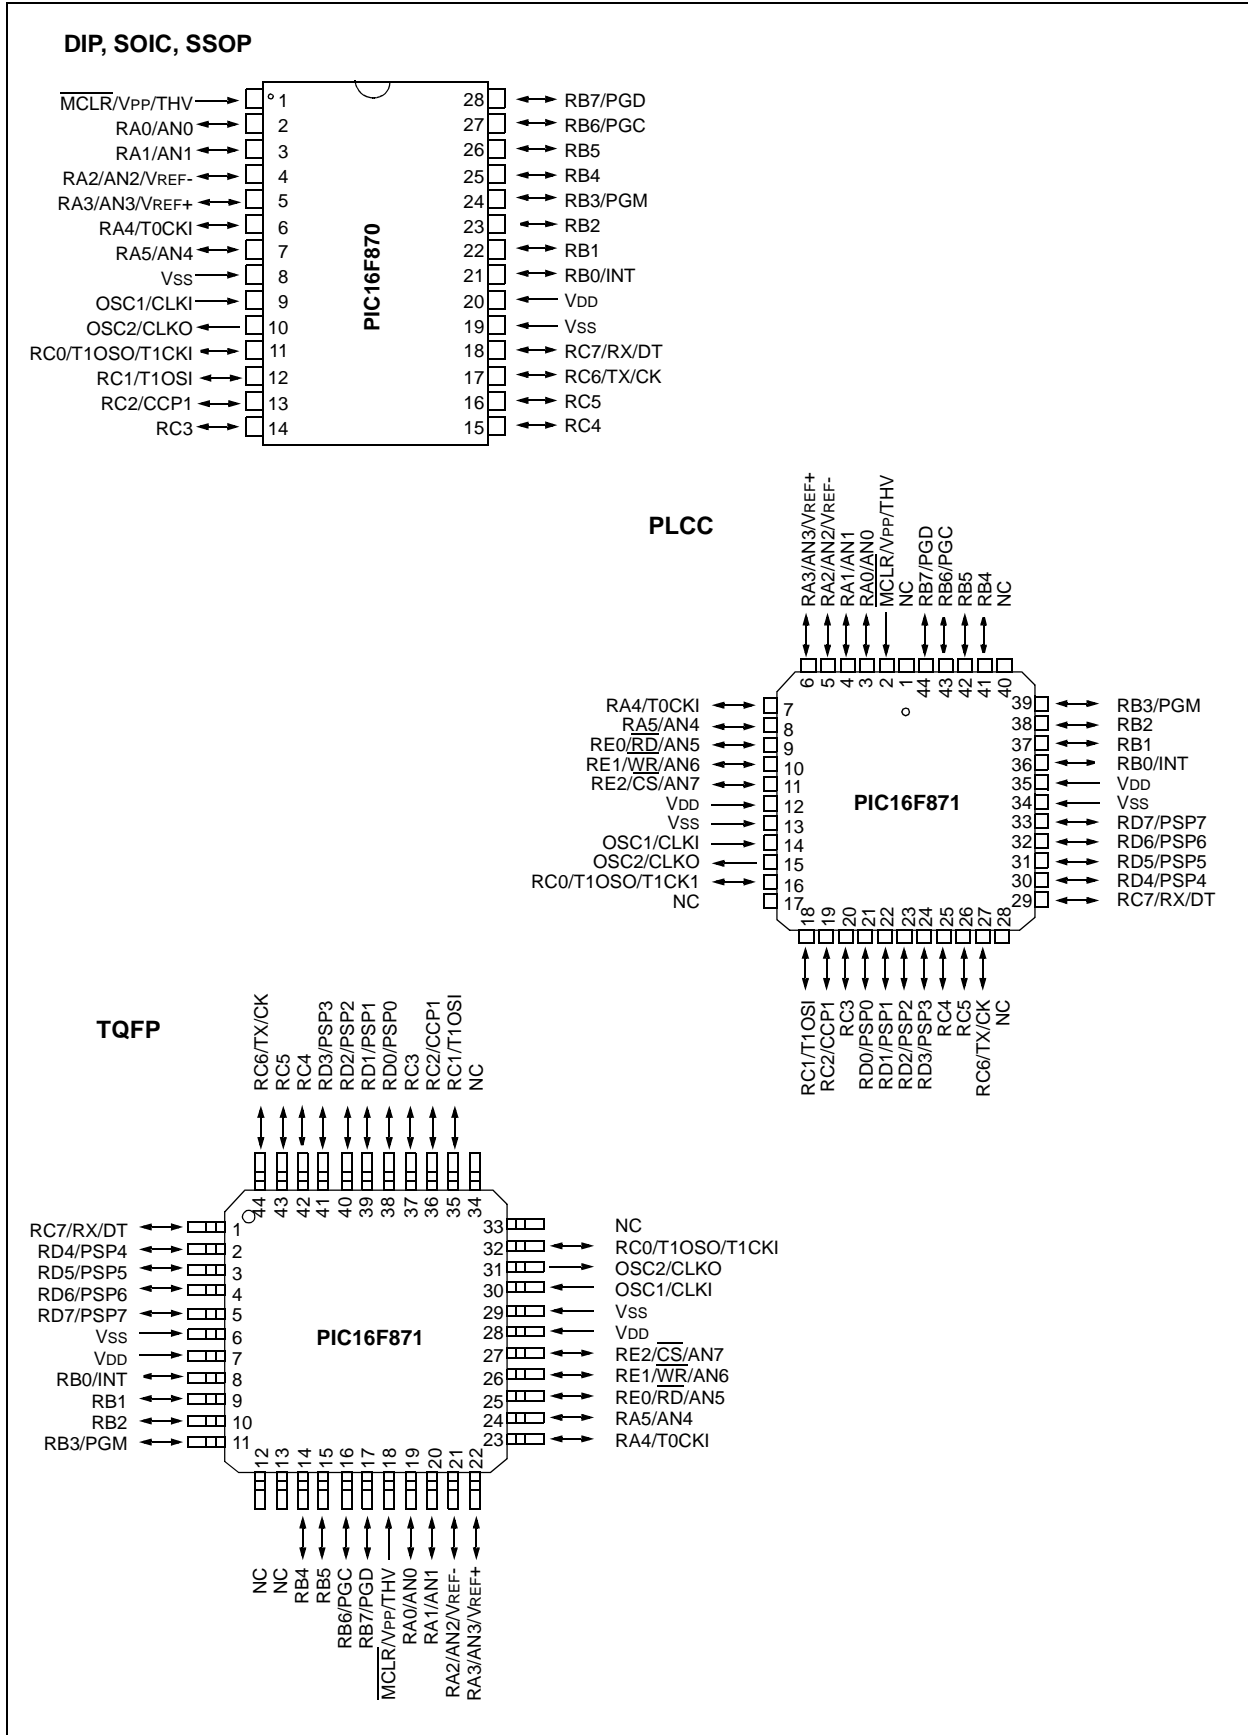 DIP, SOIC, SSOP
MCLR/VPP/THV 1 28 RB7/PGD
RA0/AN0 2 27 RB6/PGC
RA1/AN1 3 26 RB5
RA2/AN2/VREF- 4 25 RB4
RA3/AN3/VREF+ 5 24 RB3/PGM
RA4/T0CKI 6 23 RB2
RA5/AN4 7 22 RB1
VSS 8 21 RB0/INT
OSC1/CLKI 9 20 VDD
OSC2/CLKO 10 19 VSS
RC0/T1OSO/T1CKI 11 18 RC7/RX/DT
RC1/T1OSI 12 17 RC6/TX/CK
RC2/CCP1 13 16 RC5
RC3 14 15 RC4
PIC16F870
PLCC
RA3/AN3/VREF+
RA2/AN2/VREF-
RA1/AN1
RA0/AN0
MCLR/VPP/THV
NC
RB7/PGD
RB6/PGC
RB5
RB4
NC
6 5 4 3 2 1 44 43 42 41 40
RA4/T0CKI 7 39 RB3/PGM
RA5/AN4 8 38 RB2
RE0/RD/AN5 9 37 RB1
RE1/WR/AN6 10 36 RB0/INT
RE2/CS/AN7 11 35 VDD
VDD 12 34 VSS
VSS 13 33 RD7/PSP7
OSC1/CLKI 14 32 RD6/PSP6
OSC2/CLKO 15 31 RD5/PSP5
RC0/T1OSO/T1CK1 16 30 RD4/PSP4
NC 17 29 RC7/RX/DT
PIC16F871
18 19 20 21 22 23 24 25 26 27 28
RC1/T1OSI
RC2/CCP1
RC3
RD0/PSP0
RD1/PSP1
RD2/PSP2
RD3/PSP3
RC4
RC5
RC6/TX/CK
NC
TQFP
RC6/TX/CK
RC5
RC4
RD3/PSP3
RD2/PSP2
RD1/PSP1
RD0/PSP0
RC3
RC2/CCP1
RC1/T1OSI
NC
44 43 42 41 40 39 38 37 36 35 34
RC7/RX/DT 1 33 NC
RD4/PSP4 2 32 RC0/T1OSO/T1CKI
RD5/PSP5 3 31 OSC2/CLKO
RD6/PSP6 4 30 OSC1/CLKI
RD7/PSP7 5 29 VSS
VSS 6 28 VDD
VDD 7 27 RE2/CS/AN7
RB0/INT 8 26 RE1/WR/AN6
RB1 9 25 RE0/RD/AN5
RB2 10 24 RA5/AN4
RB3/PGM 11 23 RA4/T0CKI
PIC16F871
12 13 14 15 16 17 18 19 20 21 22
NC
NC
RB4
RB5
RB6/PGC
RB7/PGD
MCLR/VPP/THV
RA0/AN0
RA1/AN1
RA2/AN2/VREF-
RA3/AN3/VREF+